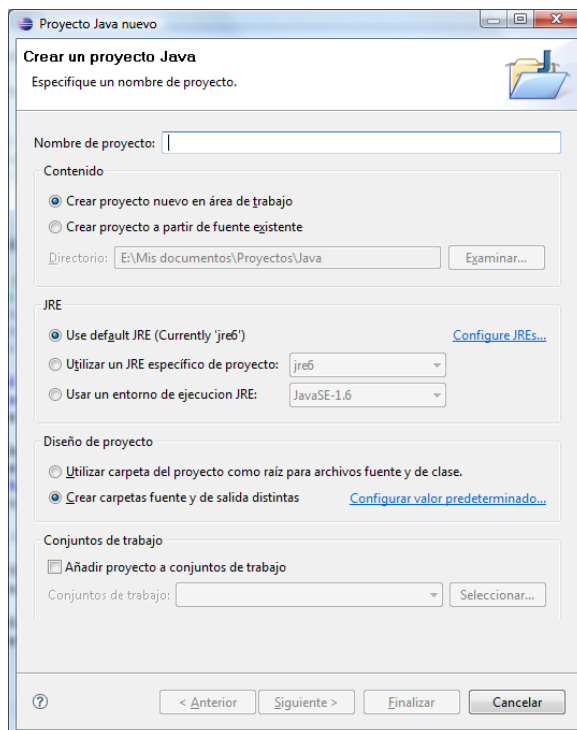 Proyecto Java nuevo
Crear un proyecto Java
Especifique un nombre de proyecto.
Nombre de proyecto:
Contenido
Crear proyecto nuevo en área de trabajo
Crear proyecto a partir de fuente existente
Directorio: E:\Mis documentos\Proyectos\Java Examinar...
JRE
Use default JRE (Currently 'jre6') Configure JREs...
Utilizar un JRE específico de proyecto: jre6
Usar un entorno de ejecucion JRE: JavaSE-1.6
Diseño de proyecto
Utilizar carpeta del proyecto como raíz para archivos fuente y de clase.
Crear carpetas fuente y de salida distintas Configurar valor predeterminado...
Conjuntos de trabajo
Añadir proyecto a conjuntos de trabajo
Conjuntos de trabajo: Seleccionar...
? < Anterior Siguiente > Finalizar Cancelar